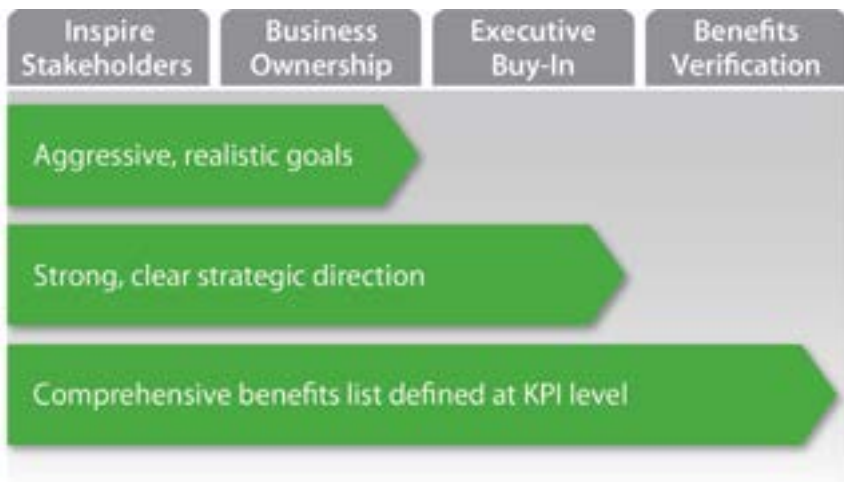 Inspire
Stakeholders
Business
Ownership
Executive
Buy-In
Benefits
Verification
Aggressive, realistic goals
Strong, clear strategic direction
Comprehensive benefits list defined at KPI level